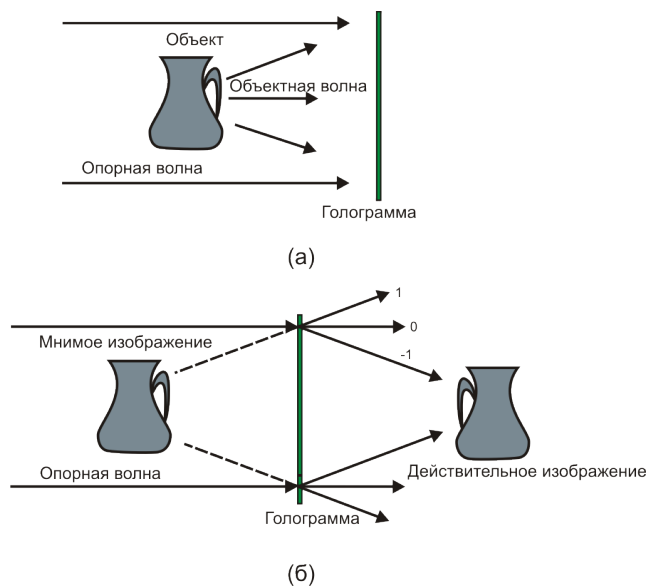 Объект
Объектная волна
Опорная волна
Голограмма
(а)
1
0
Мнимое изображение
-1
Опорная волна
Действительное изображение
Голограмма
(б)